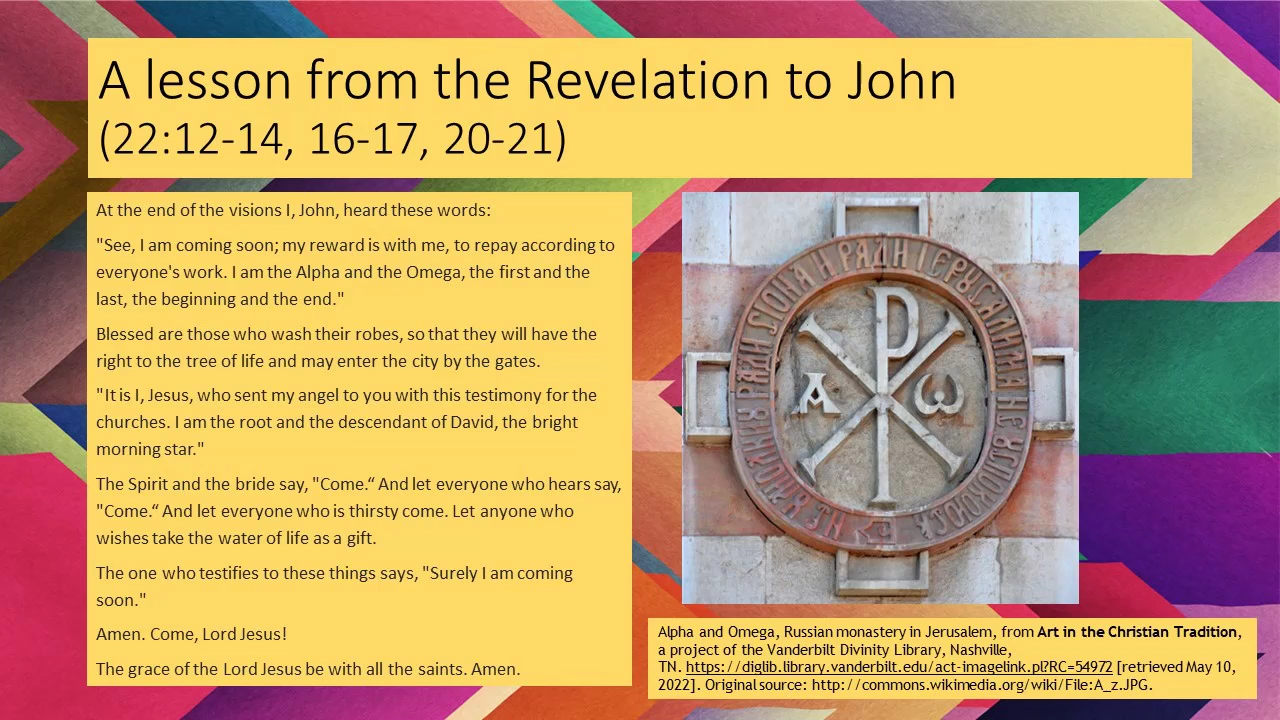 A lesson from the Revelation to John
(22:12-14, 16-17, 20-21)
At the end of the visions I, John, heard these words:
"See, I am coming soon; my reward is with me, to repay according to
everyone's work. I am the Alpha and the Omega, the first and the
last, the beginning and the end."
Blessed are those who wash their robes, so that they will have the
right to the tree of life and may enter the city by the gates.
"It is I, Jesus, who sent my angel to you with this testimony for the
churches. I am the root and the descendant of David, the bright
morning star."
The Spirit and the bride say, "Come.“ And let everyone who hears say,
"Come.“ And let everyone who is thirsty come. Let anyone who
wishes take the water of life as a gift.
The one who testifies to these things says, "Surely I am coming
soon."
Amen. Come, Lord Jesus!
The grace of the Lord Jesus be with all the saints. Amen.
Ρ
Α ω
Alpha and Omega, Russian monastery in Jerusalem, from Art in the Christian Tradition,
a project of the Vanderbilt Divinity Library, Nashville,
TN. https://diglib.library.vanderbilt.edu/act-imagelink.pl?RC=54972 [retrieved May 10,
2022]. Original source: http://commons.wikimedia.org/wiki/File:A_z.JPG.